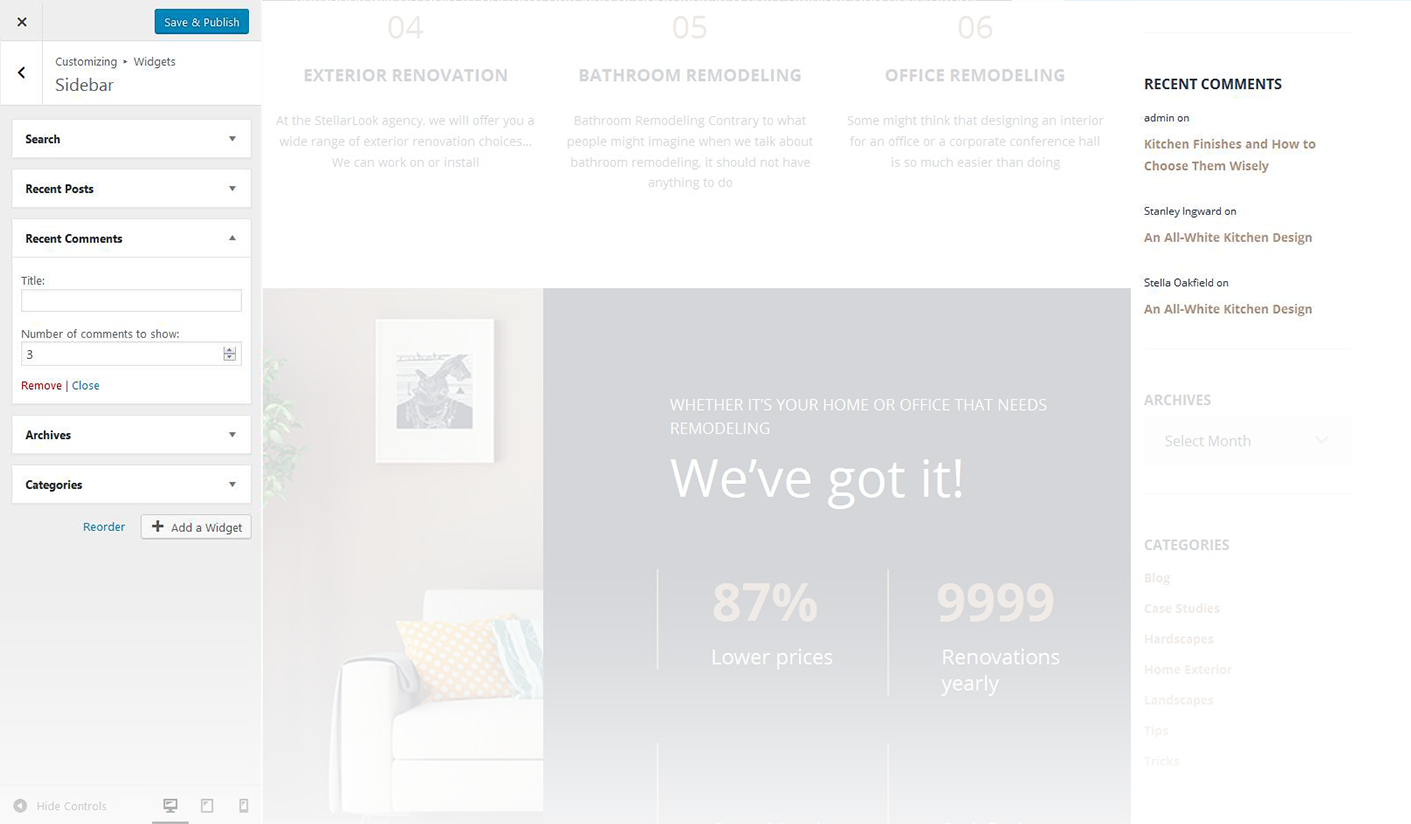 Save & Publish
Customizing ▸ Widgets
Sidebar
Search
Recent Posts
Recent Comments
Title:
Number of comments to show:
3
Remove | Close
Archives
Categories
Reorder
Add a Widget
Hide Controls
04
EXTERIOR RENOVATION
At the StellarLook agency, we will offer you a
wide range of exterior renovation choices...
We can work on or install
05
BATHROOM REMODELING
Bathroom Remodeling Contrary to what
people might imagine when we talk about
bathroom remodeling, it should not have
anything to do
06
OFFICE REMODELING
Some might think that designing an interior
for an office or a corporate conference hall
is so much easier than doing
WHETHER IT'S YOUR HOME OR OFFICE THAT NEEDS
REMODELING
We've got it!
87%
Lower prices
9999
Renovations
yearly
RECENT COMMENTS
admin on
Kitchen Finishes and How to
Choose Them Wisely
Stanley Ingward on
An All-White Kitchen Design
Stella Oakfield on
An All-White Kitchen Design
ARCHIVES
Select Month
CATEGORIES
Blog
Case Studies
Hardscapes
Home Exterior
Landscapes
Tips
Tricks